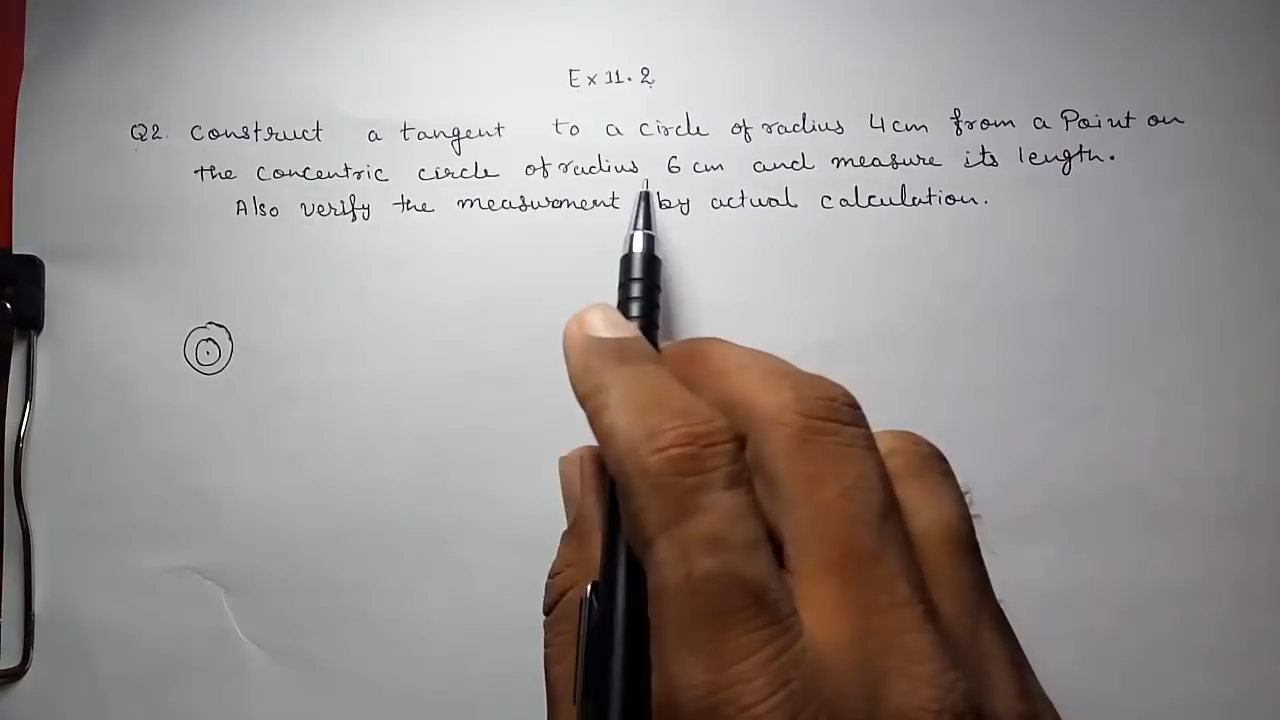 Ex 11.2
Q2. Construct a tangent to a circle of radius 4cm from a Point on
the concentric circle of radius 6 cm and measure its length.
Also verify the measurment by actual calculation.